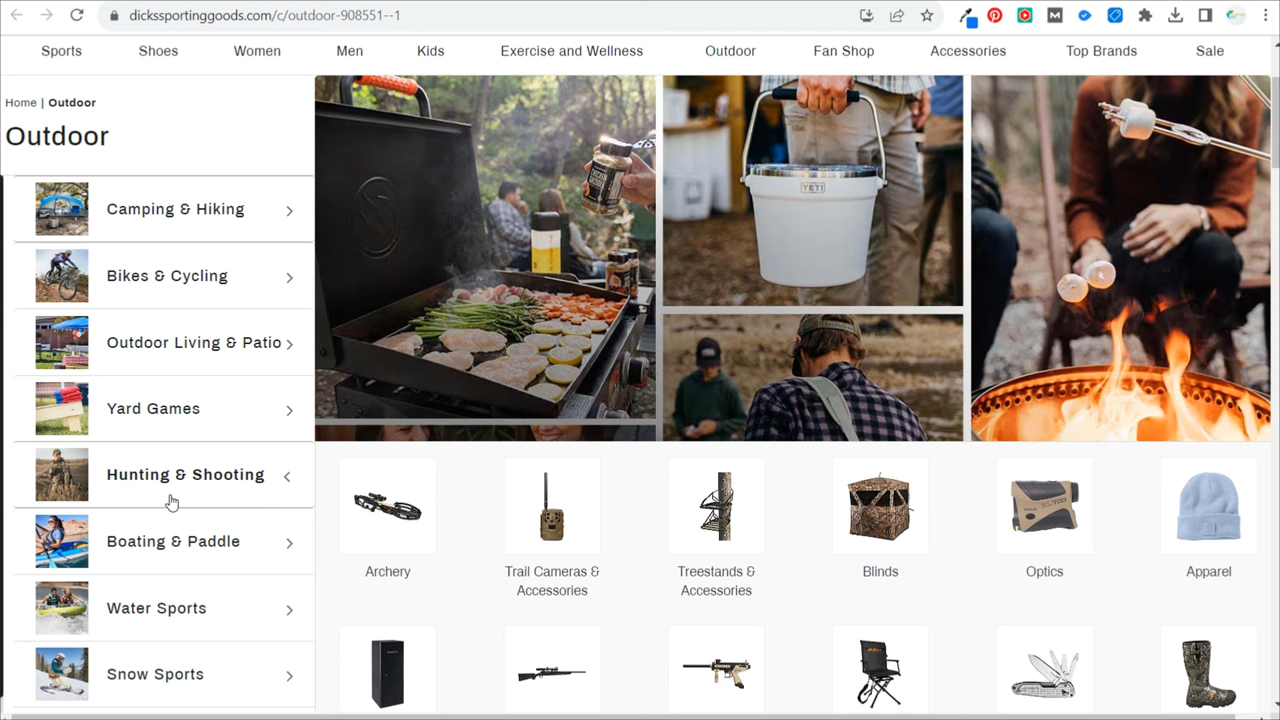 dickssportinggoods.com/c/outdoor-908551--1
Sports Shoes Women Men Kids Exercise and Wellness Outdoor Fan Shop Accessories Top Brands Sale
Home | Outdoor
Outdoor
Camping & Hiking
Bikes & Cycling
Outdoor Living & Patio
Yard Games
Hunting & Shooting
Boating & Paddle
Water Sports
Snow Sports
CHICKEN
YETI
Archery
Trail Cameras &
Accessories
Treestands &
Accessories
Blinds
Optics
Apparel